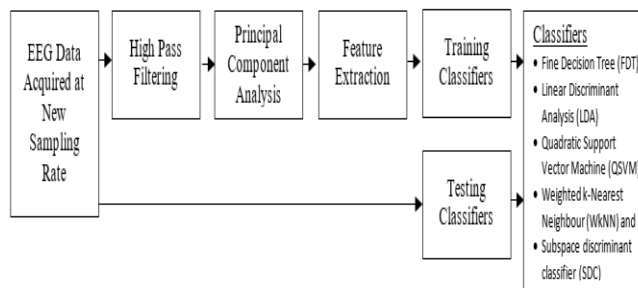 EEG Data
Acquired at
New
Sampling
Rate
High Pass
Filtering
Principal
Component
Analysis
Feature
Extraction
Training
Classifiers
Testing
Classifiers
Classifiers
• Fine Decision Tree (FDT)
• Linear Discriminant
Analysis (LDA)
• Quadratic Support
Vector Machine (QSVM)
• Weighted k-Nearest
Neighbour (WkNN) and
• Subspace discriminant
classifier (SDC)